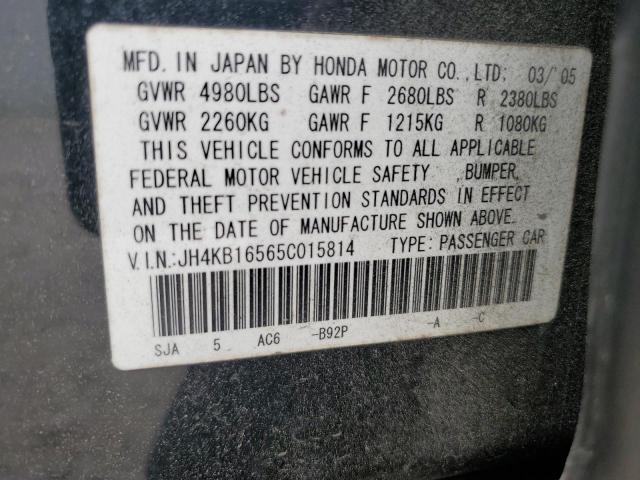 MFD. IN JAPAN BY HONDA MOTOR CO.,LTD. 03/'05
GVWR 4980LBS GAWR F 2680LBS R 2380LBS
GVWR 2260KG GAWR F 1215KG R 1080KG
THIS VEHICLE CONFORMS TO ALL APPLICABLE
FEDERAL MOTOR VEHICLE SAFETY ,BUMPER,
AND THEFT PREVENTION STANDARDS IN EFFECT
ON THE DATE OF MANUFACTURE SHOWN ABOVE.
V.I.N.:JH4KB16565C015814 TYPE: PASSENGER CAR
SJA 5 AC6 -B92P -A -C